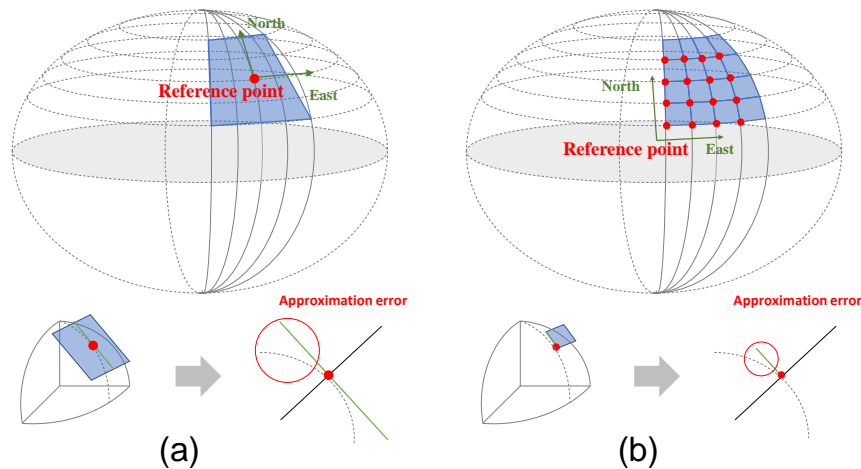 North
Reference point
East
Approximation error
(a)
North
Reference point
East
Approximation error
(b)